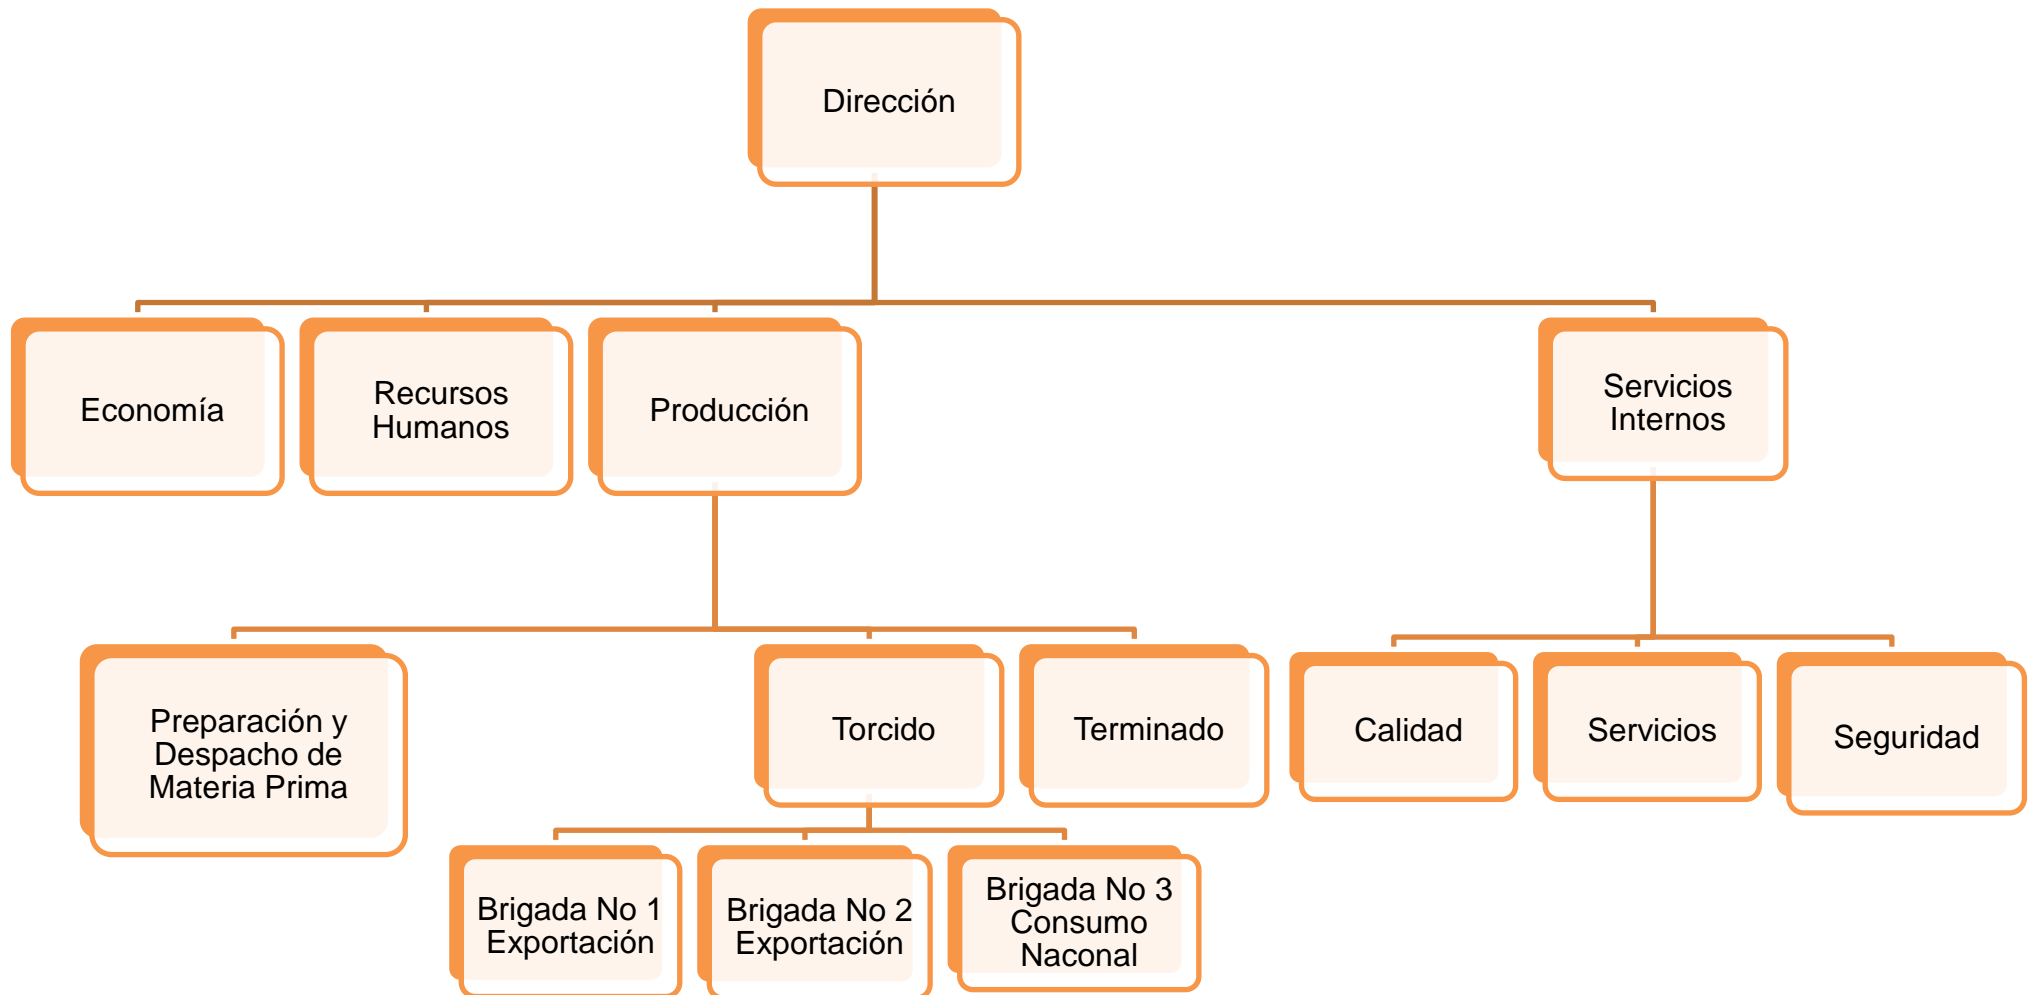 Dirección
Economía
Recursos
Humanos
Producción
Servicios
Internos
Preparación y
Despacho de
Materia Prima
Torcido
Terminado
Calidad
Servicios
Seguridad
Brigada No 1
Exportación
Brigada No 2
Exportación
Brigada No 3
Consumo
Naconal